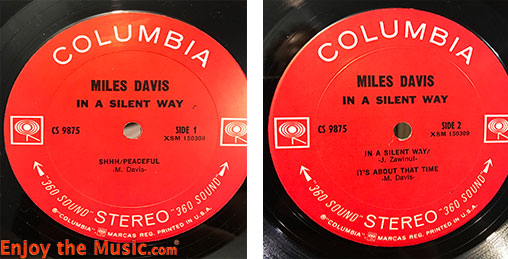 COLUMBIA
MILES DAVIS
IN A SILENT WAY
CS 9875
SIDE 1
XSM 150308
SHHH/PEACEFUL
-M. Davis-
"360 SOUND" STEREO "360 SOUND"
® "COLUMBIA" MARCAS REG. PRINTED IN U.S.A.
COLUMBIA
MILES DAVIS
IN A SILENT WAY
CS 9875
SIDE 2
XSM 150309
IN A SILENT WAY/
-J. Zawinul-
IT'S ABOUT THAT TIME
-M. Davis-
"360 SOUND" STEREO "360 SOUND"
® "COLUMBIA" MARCAS REG. PRINTED IN U.S.A.
Enjoy the Music.com®